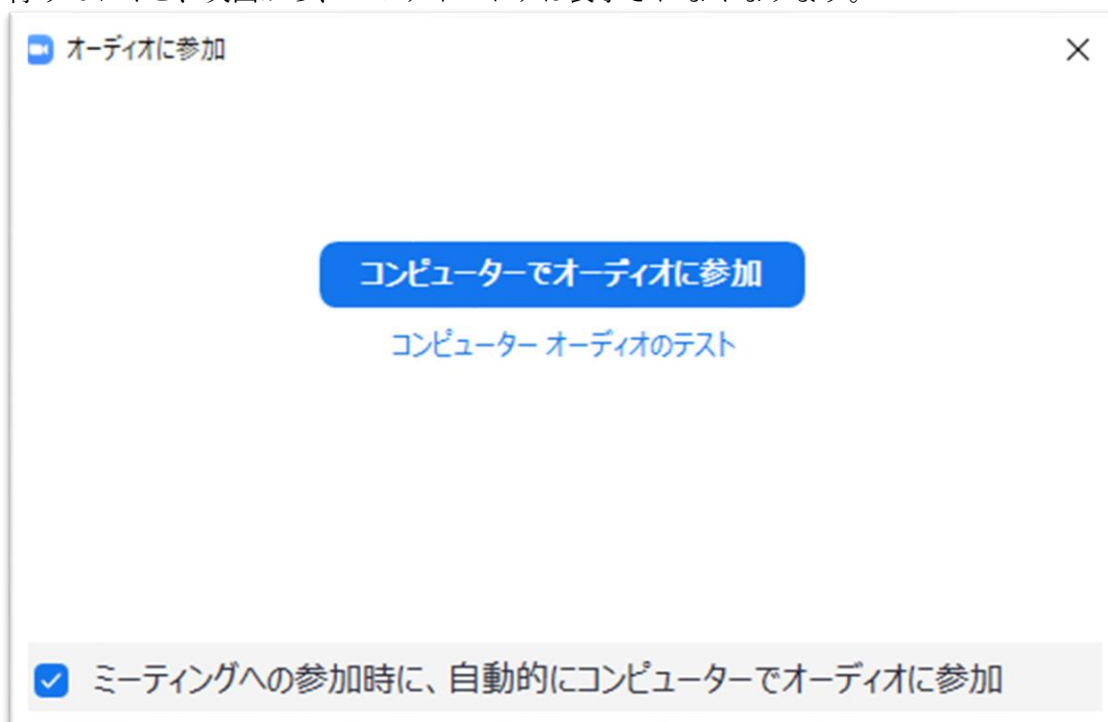 オーディオに参加
コンピューターでオーディオに参加
コンピューター オーディオのテスト
ミーティングへの参加時に、自動的にコンピューターでオーディオに参加